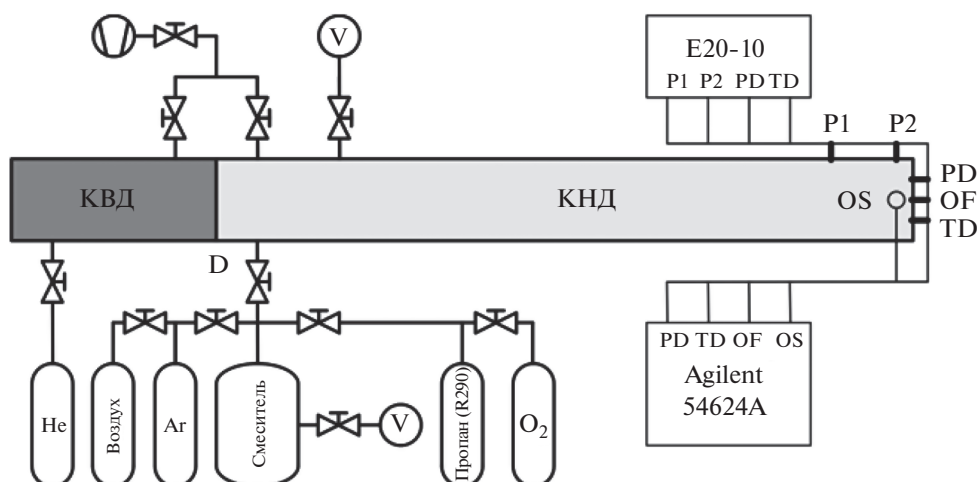 V
E20-10
P1 P2 PD TD
P1 P2
КВД
КНД
OS
PD
OF
TD
D
He
Воздух
Ar
Смеситель
V
Пропан (R290)
O₂
PD TD OF OS
Agilent
54624A